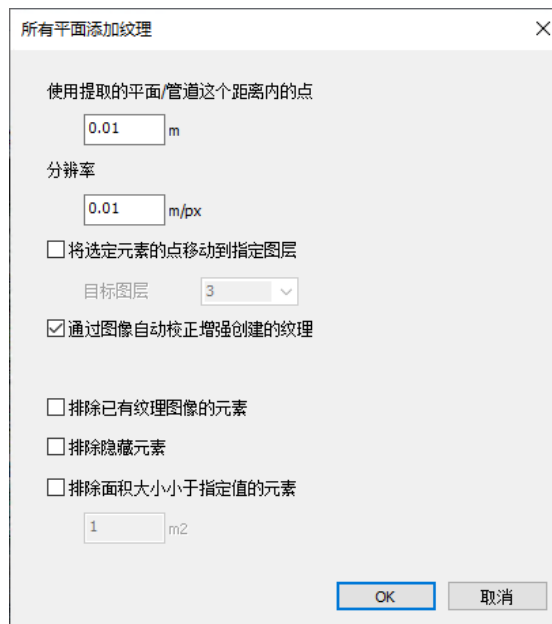 所有平面添加纹理
使用提取的平面/管道这个距离内的点
0.01 m
分辨率
0.01 m/px
将选定元素的点移动到指定图层
目标图层 3
通过图像自动校正增强创建的纹理
排除已有纹理图像的元素
排除隐藏元素
排除面积大小小于指定值的元素
1 m2
OK 取消